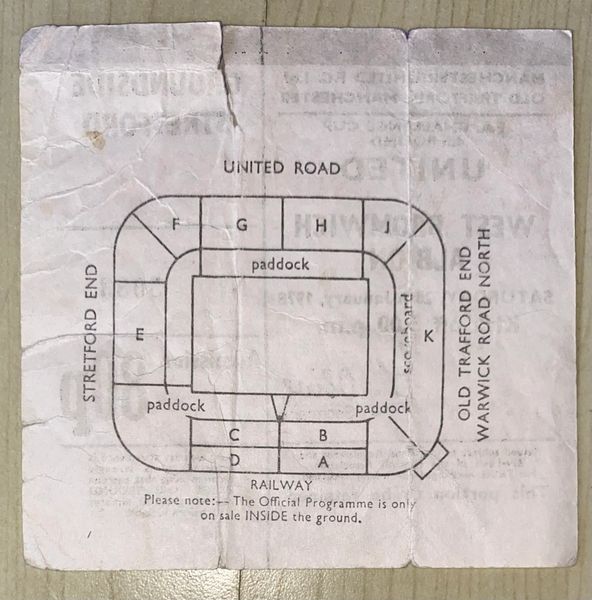 UNITED ROAD
F G H J
paddock
STRETFORD END
E
scoreboard
K
OLD TRAFFORD END
WARWICK ROAD NORTH
paddock paddock
C B
D A
RAILWAY
Please note:-- The Official Programme is only
on sale INSIDE the ground.